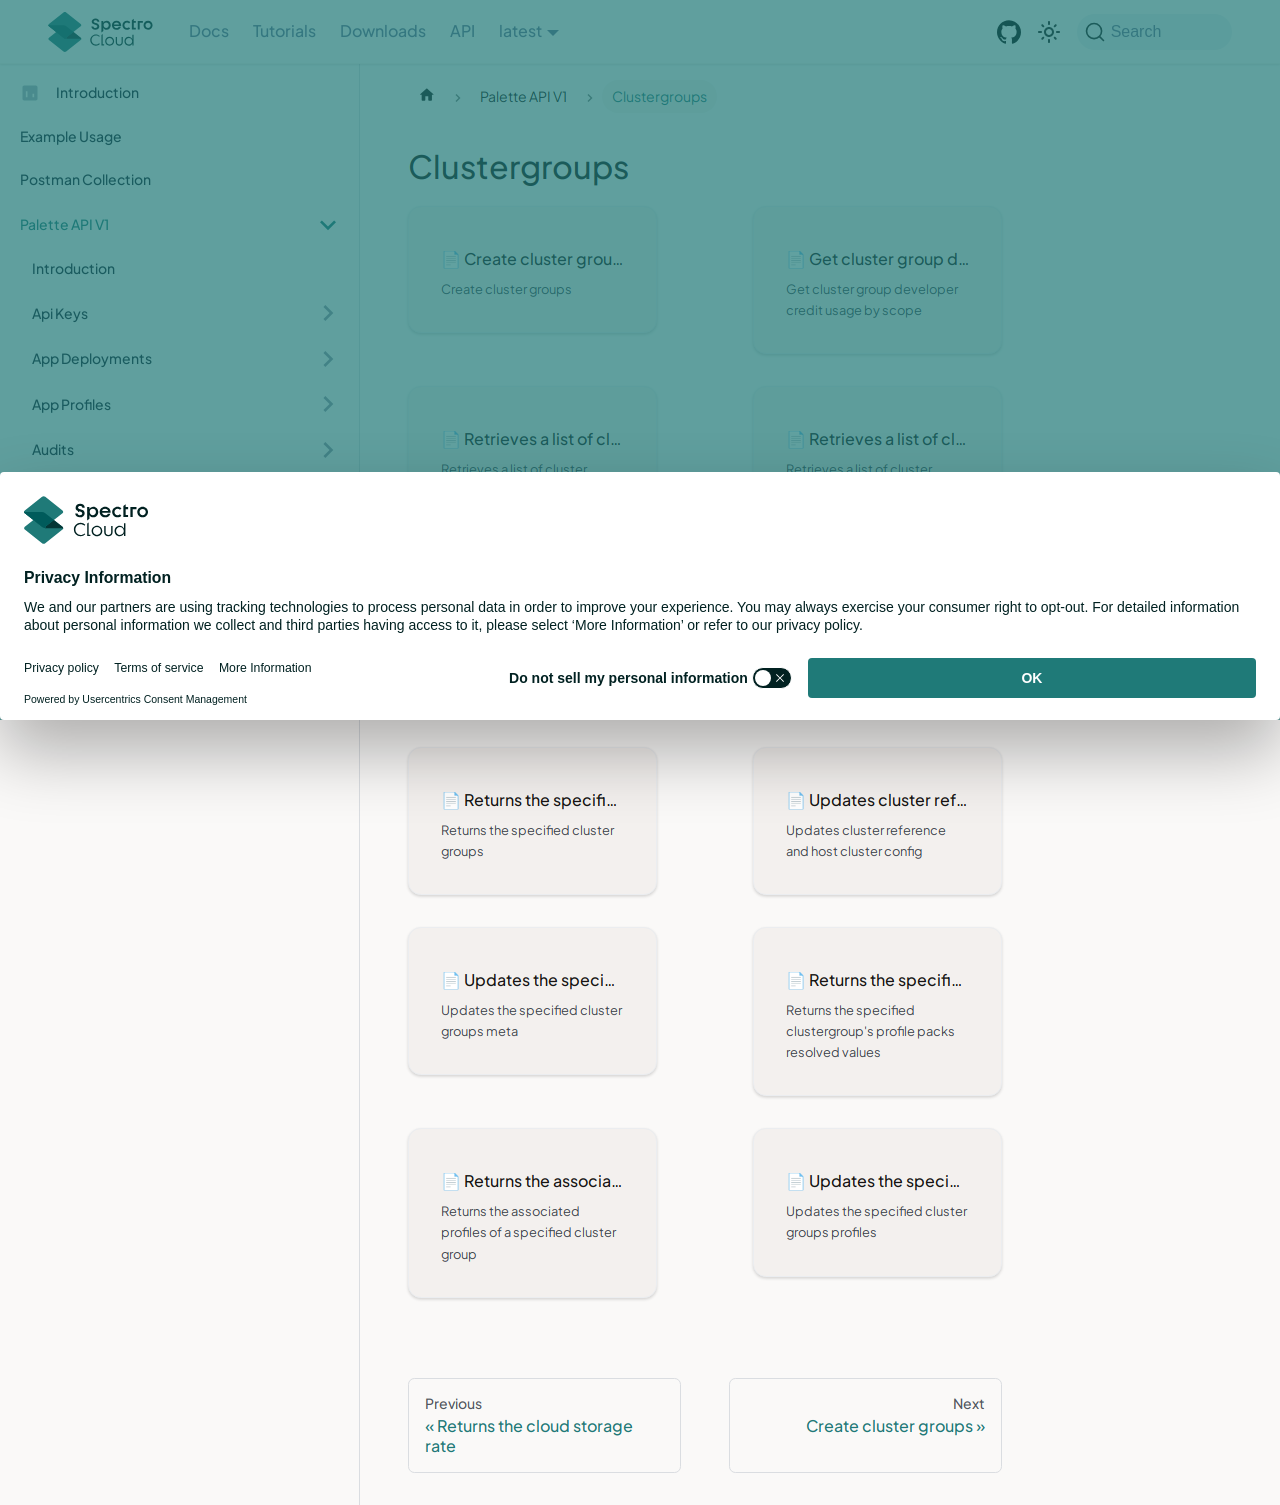 Spectro
Cloud
Docs
Tutorials
Downloads
API
latest
Search
Introduction
Example Usage
Postman Collection
Palette API V1
Introduction
Api Keys
App Deployments
App Profiles
Audits
Palette API V1
Clustergroups
Clustergroups
Create cluster grou…
Create cluster groups
Get cluster group d…
Get cluster group developer
credit usage by scope
Retrieves a list of cl…
Retrieves a list of cluster
Retrieves a list of cl…
Retrieves a list of cluster
Spectro
Cloud
Privacy Information
We and our partners are using tracking technologies to process personal data in order to improve your experience. You may always exercise your consumer right to opt-out. For detailed information
about personal information we collect and third parties having access to it, please select ‘More Information’ or refer to our privacy policy.
Privacy policy
Terms of service
More Information
Powered by Usercentrics Consent Management
Do not sell my personal information
OK
Returns the specifi…
Returns the specified cluster
groups
Updates cluster ref…
Updates cluster reference
and host cluster config
Updates the speci…
Updates the specified cluster
groups meta
Returns the specifi…
Returns the specified
clustergroup's profile packs
resolved values
Returns the associa…
Returns the associated
profiles of a specified cluster
group
Updates the speci…
Updates the specified cluster
groups profiles
Previous
« Returns the cloud storage
rate
Next
Create cluster groups »